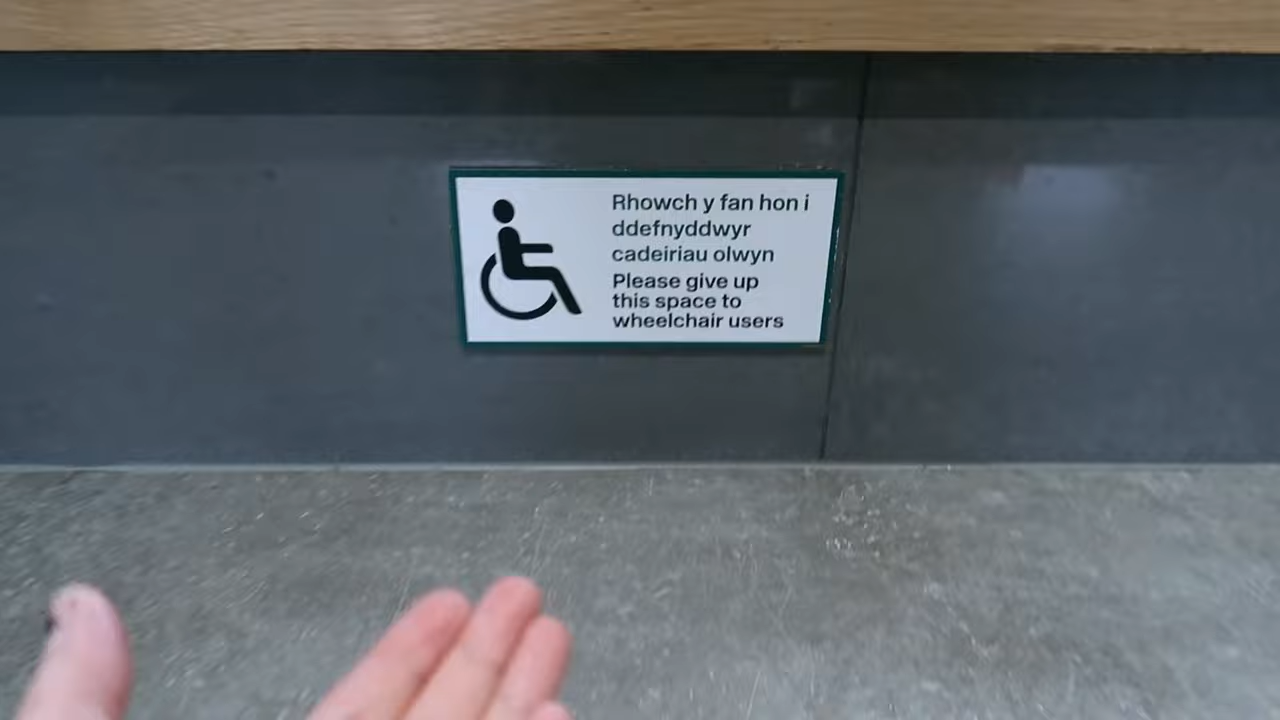 Rhowch y fan hon i
ddefnyddwyr
cadeiriau olwyn
Please give up
this space to
wheelchair users